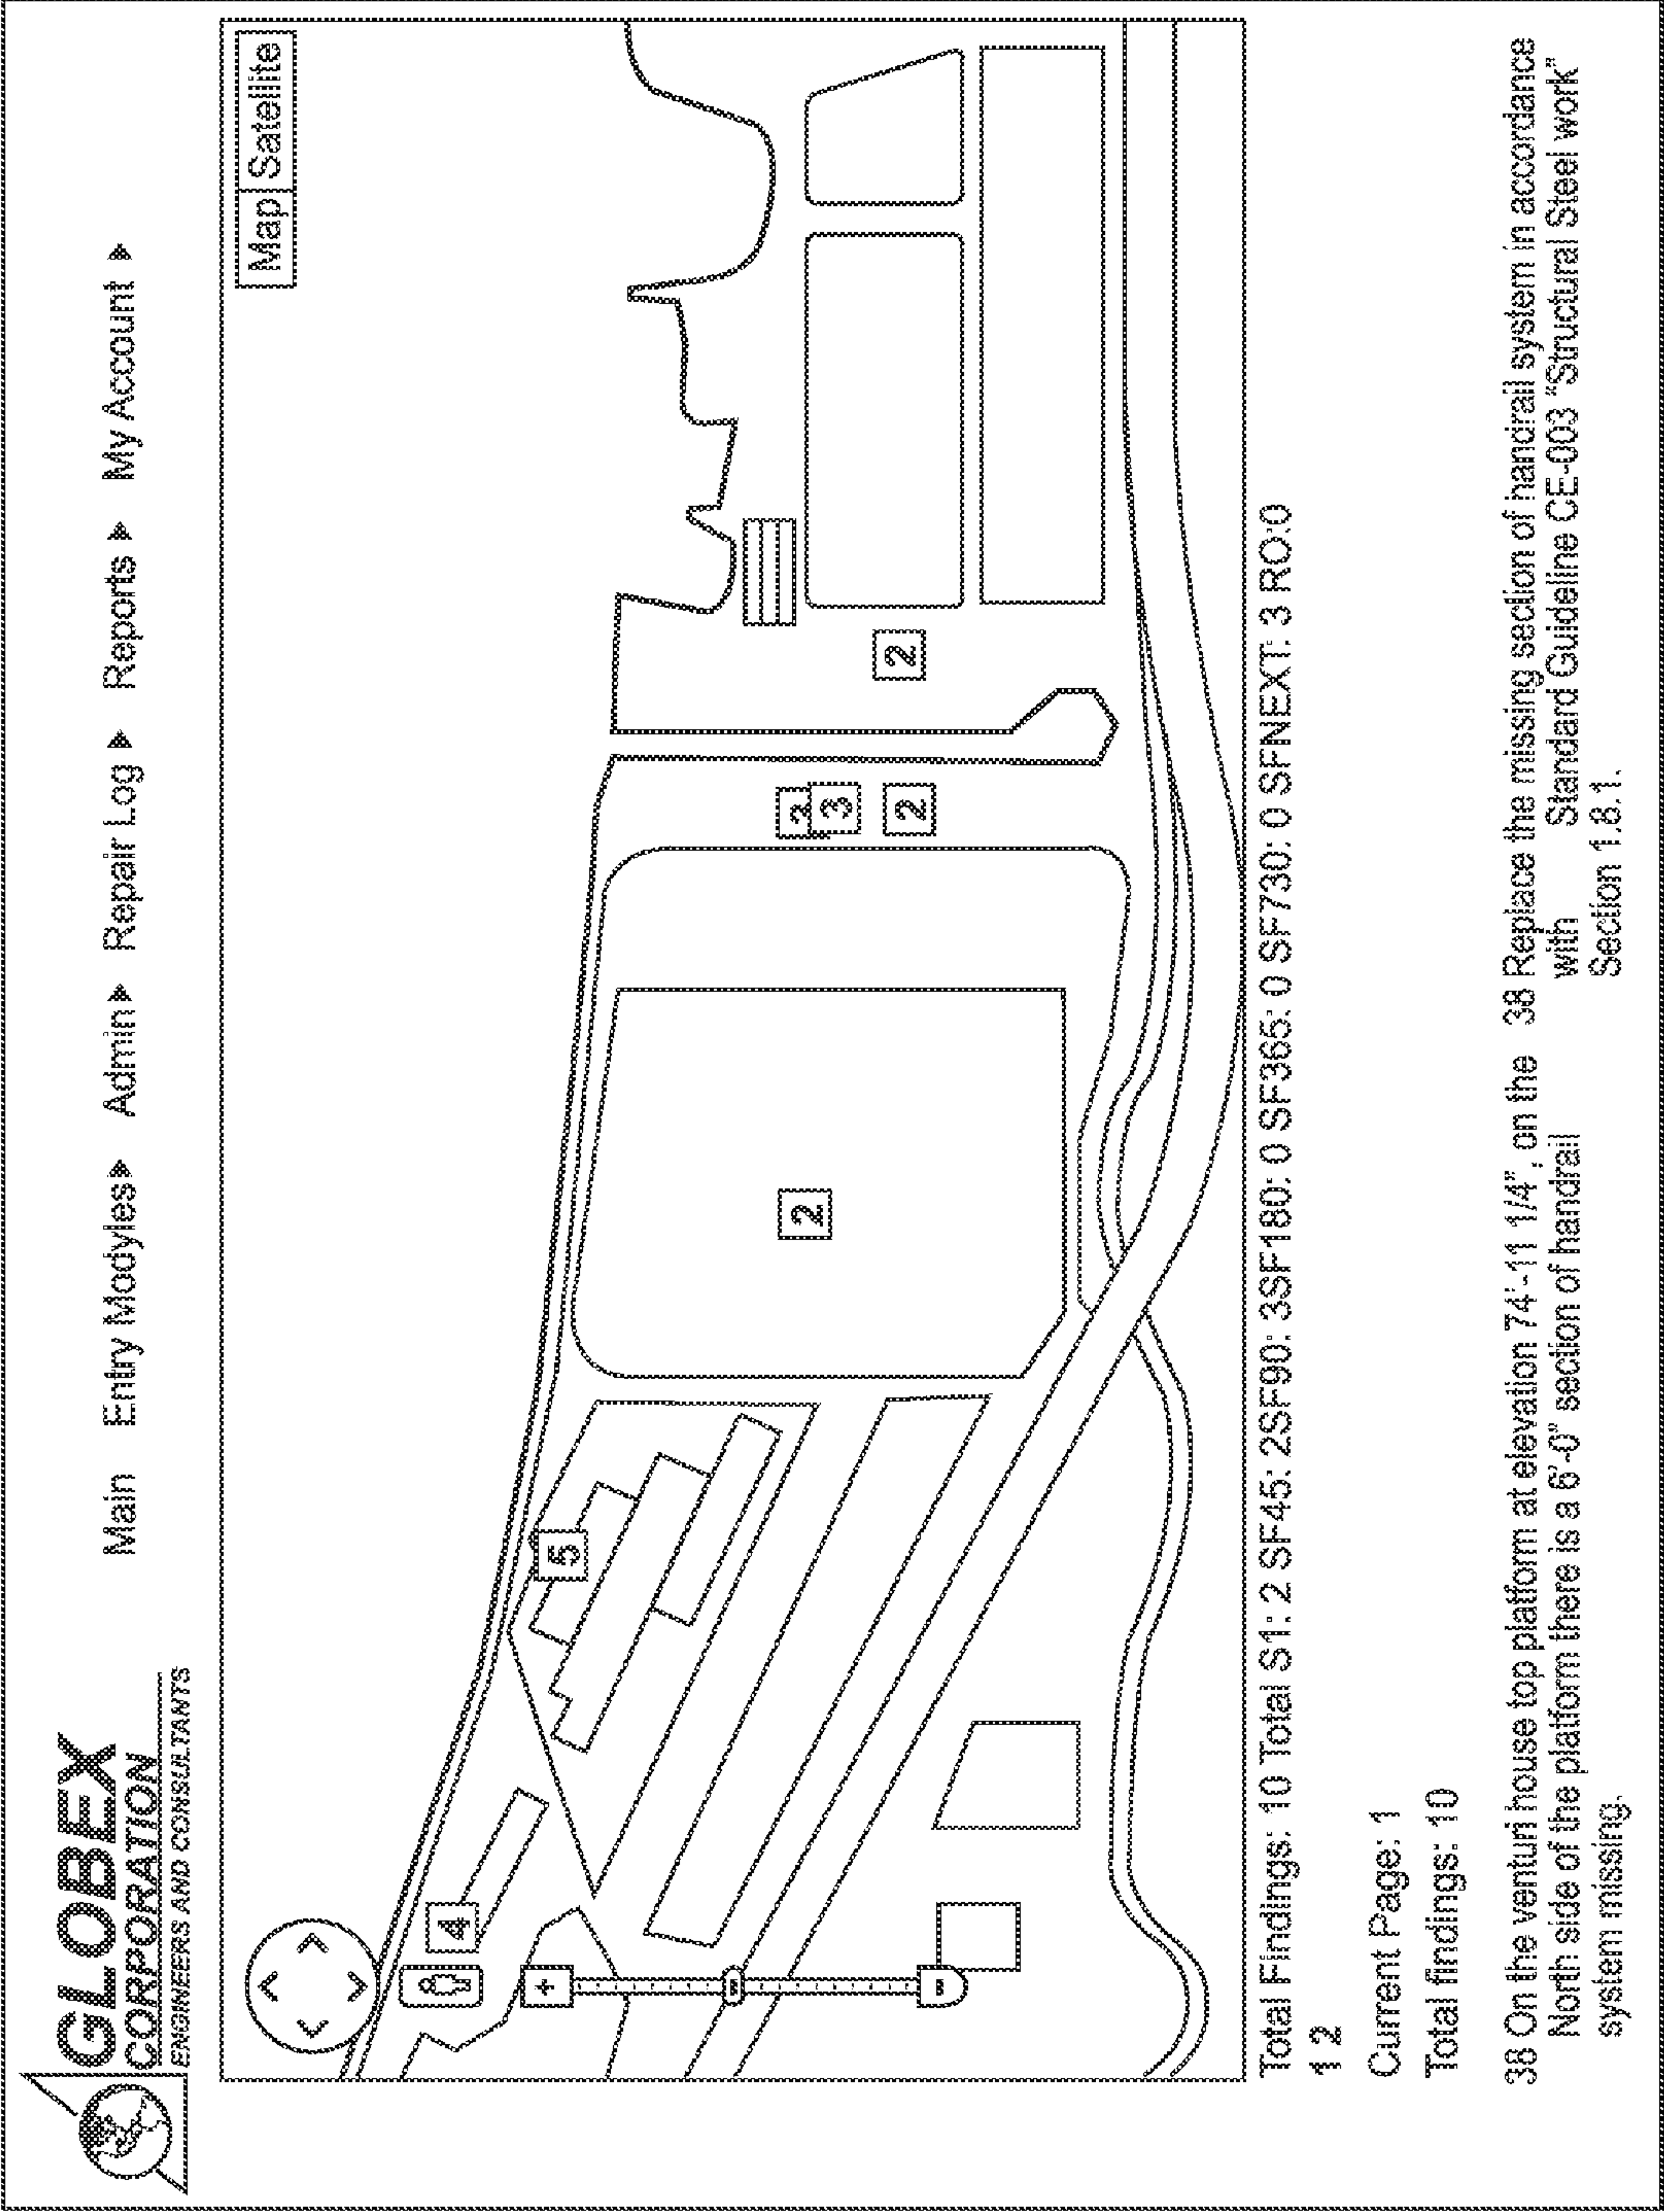 GLOBEX
CORPORATION
ENGINEERS AND CONSULTANTS
Main Entry Modyles Admin Repair Log Reports My Account
Map Satellite
4
5
2
2
3
2
2
Total Findings: 10 Total S1: 2 SF45: 2SF90: 3SF180: 0 SF365: 0 SF730: 0 SFNEXT: 3 RO:0
1 2
Current Page: 1
Total findings: 10
38 On the venturi house top platform at elevation 74'-11 1/4", on the
North side of the platform there is a 6'-0" section of handrail
system missing.
38 Replace the missing section of handrail system in accordance
with Standard Guideline CE-003 "Structural Steel work"
Section 1.8.1.